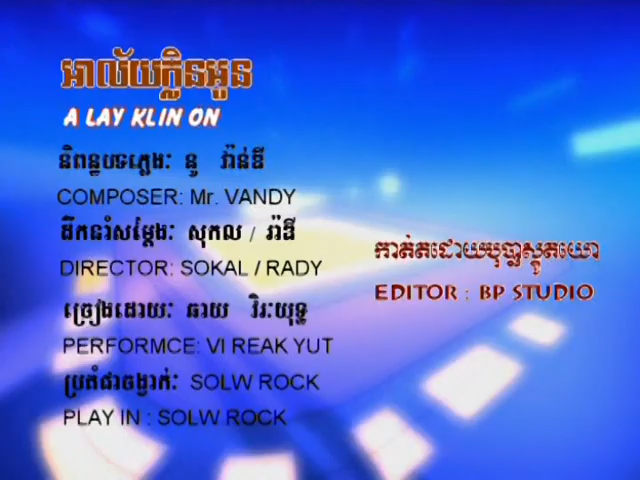 អាល័យក្លិនអូន
A LAY KLIN ON
និពន្ធបទភ្លេងៈ នូ វ៉ាន់ឌី
COMPOSER: Mr. VANDY
ដឹកនាំសម្តែងៈ សុកល / រ៉ាឌី
DIRECTOR: SOKAL / RADY
ច្រៀងដោយៈ ឆាយ វិរៈយុទ្ធ
PERFORMCE: VI REAK YUT
ប្រគំជាចង្វាក់ៈ SOLW ROCK
PLAY IN : SOLW ROCK
កាត់តដោយបុប្ផាស្តូឌយោ
EDITOR : BP STUDIO